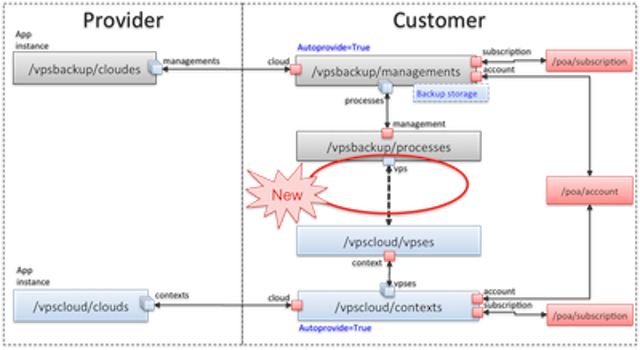 Provider
Customer
App
instance
/vpsbackup/cloudes
managements
cloud
Autoprovide=True
/vpsbackup/managements
subscription
account
/poa/subscription
Backup storage
processes
management
/vpsbackup/processes
vps
New
/poa/account
/vpscloud/vpses
context
vpses
App
instance
/vpscloud/clouds
contexts
cloud
/vpscloud/contexts
account
subscription
/poa/subscription
Autoprovide=True